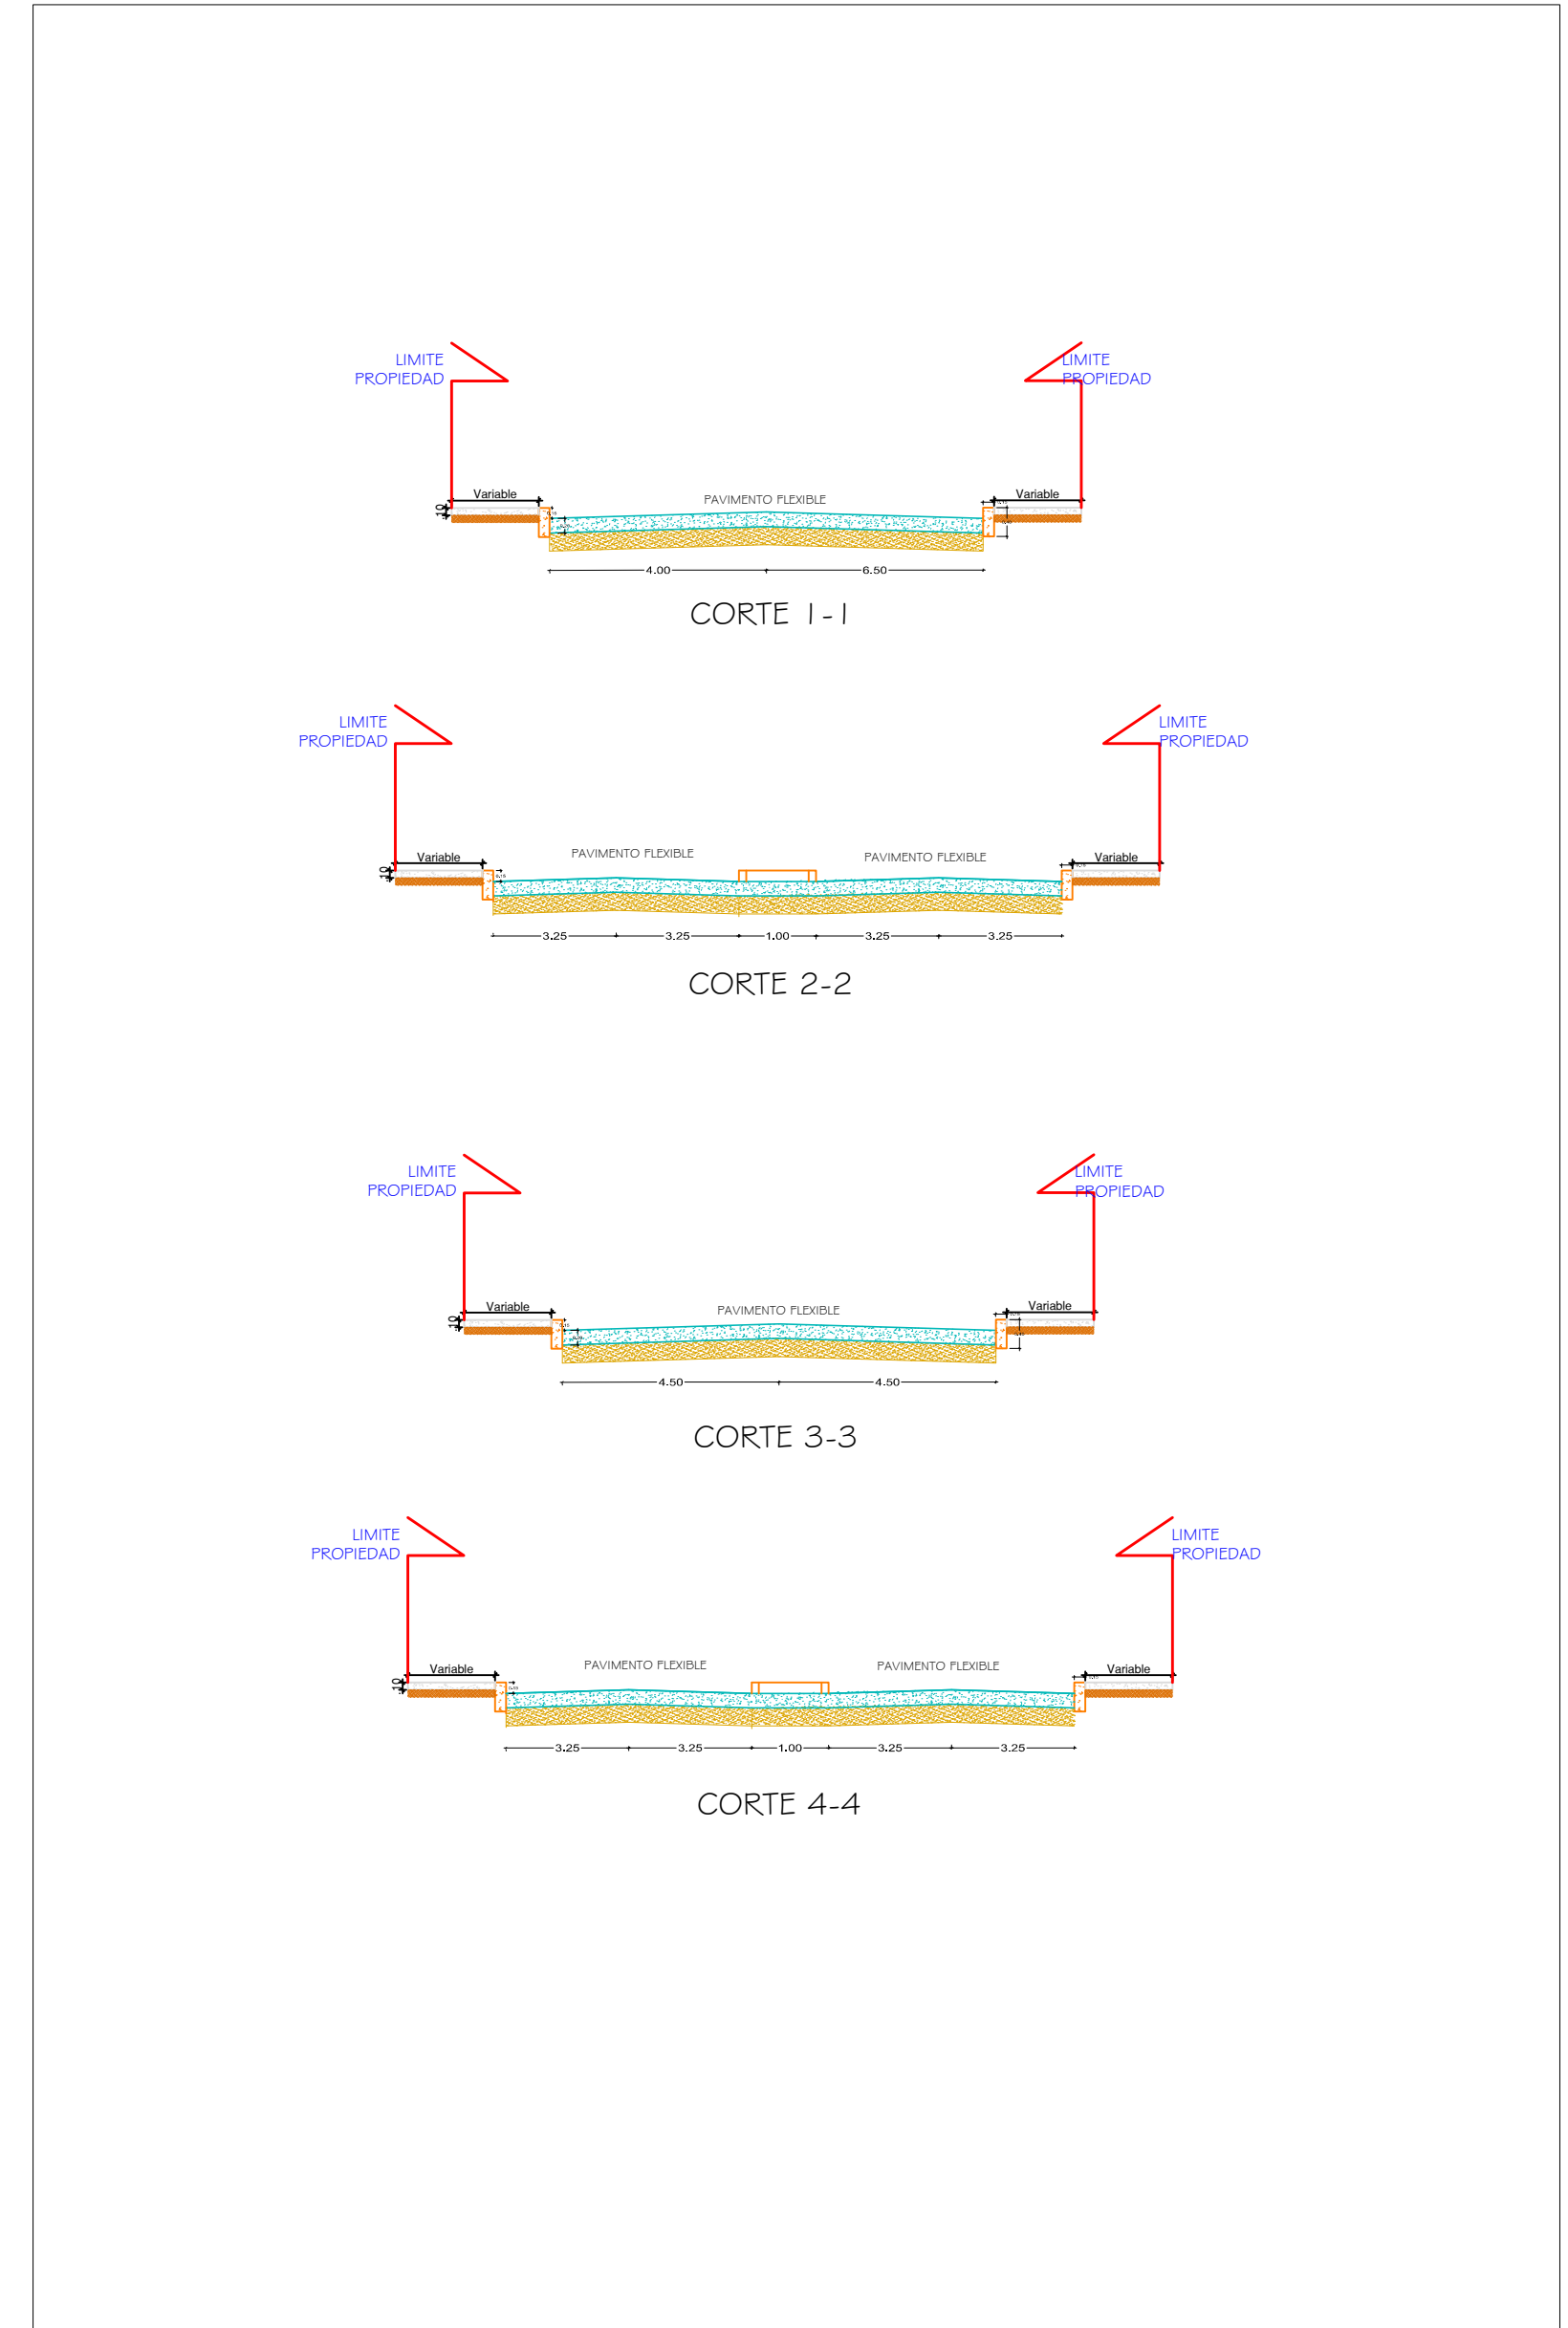 LIMITE
PROPIEDAD
LIMITE
PROPIEDAD
Variable
PAVIMENTO FLEXIBLE
Variable
10
4.00
6.50
CORTE 1-1
LIMITE
PROPIEDAD
LIMITE
PROPIEDAD
Variable
PAVIMENTO FLEXIBLE
PAVIMENTO FLEXIBLE
Variable
10
3.25
3.25
1.00
3.25
3.25
CORTE 2-2
LIMITE
PROPIEDAD
LIMITE
PROPIEDAD
Variable
PAVIMENTO FLEXIBLE
Variable
10
4.50
4.50
CORTE 3-3
LIMITE
PROPIEDAD
LIMITE
PROPIEDAD
Variable
PAVIMENTO FLEXIBLE
PAVIMENTO FLEXIBLE
Variable
10
3.25
3.25
1.00
3.25
3.25
CORTE 4-4